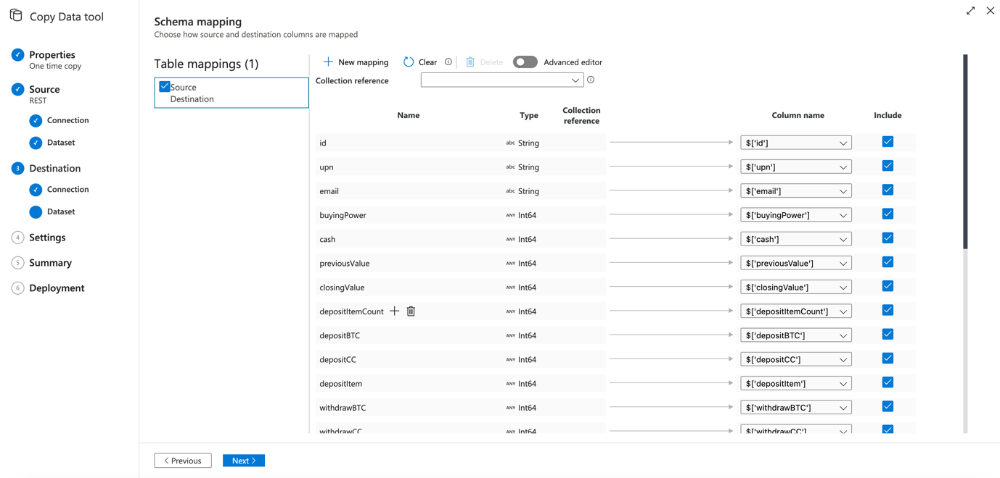 Copy Data tool
Properties
One time copy
Source
REST
Connection
Dataset
3 Destination
Connection
Dataset
4 Settings
5 Summary
6 Deployment
Schema mapping
Choose how source and destination columns are mapped
Table mappings (1)
Source
Destination
New mapping Clear Delete Advanced editor
Collection reference
Name Type Collection reference Column name Include
id abc String $['id']
upn abc String $['upn']
email abc String $['email']
buyingPower ANY Int64 $['buyingPower']
cash ANY Int64 $['cash']
previousValue ANY Int64 $['previousValue']
closingValue ANY Int64 $['closingValue']
depositItemCount ANY Int64 $['depositItemCount']
depositBTC ANY Int64 $['depositBTC']
depositCC ANY Int64 $['depositCC']
depositItem ANY Int64 $['depositItem']
withdrawBTC ANY Int64 $['withdrawBTC']
withdrawCC ANY Int64 $['withdrawCC']
< Previous Next >